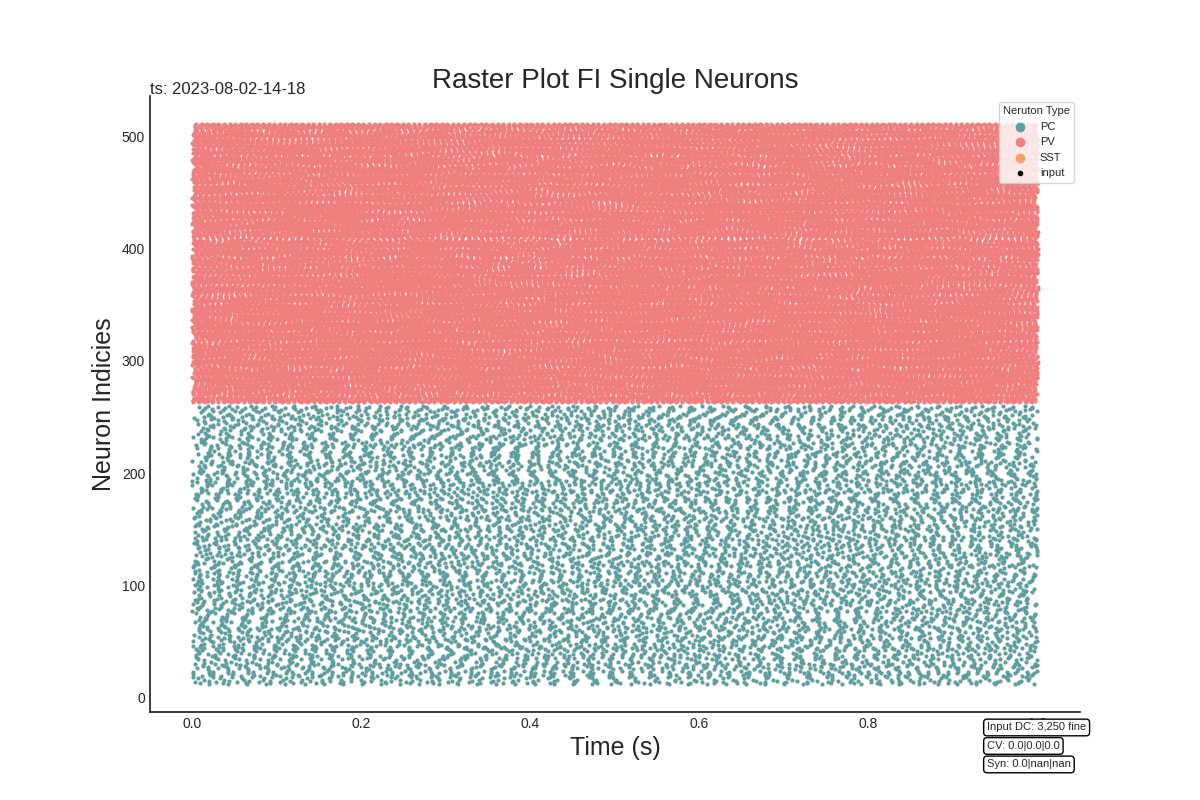 Raster Plot FI Single Neurons
ts: 2023-08-02-14-18
Neruton Type
PC
PV
SST
input
500
400
300
200
100
0
Neuron Indicies
0.0 0.2 0.4 0.6 0.8
Time (s)
Input DC: 3,250 fine
CV: 0.0|0.0|0.0
Syn: 0.0|nan|nan